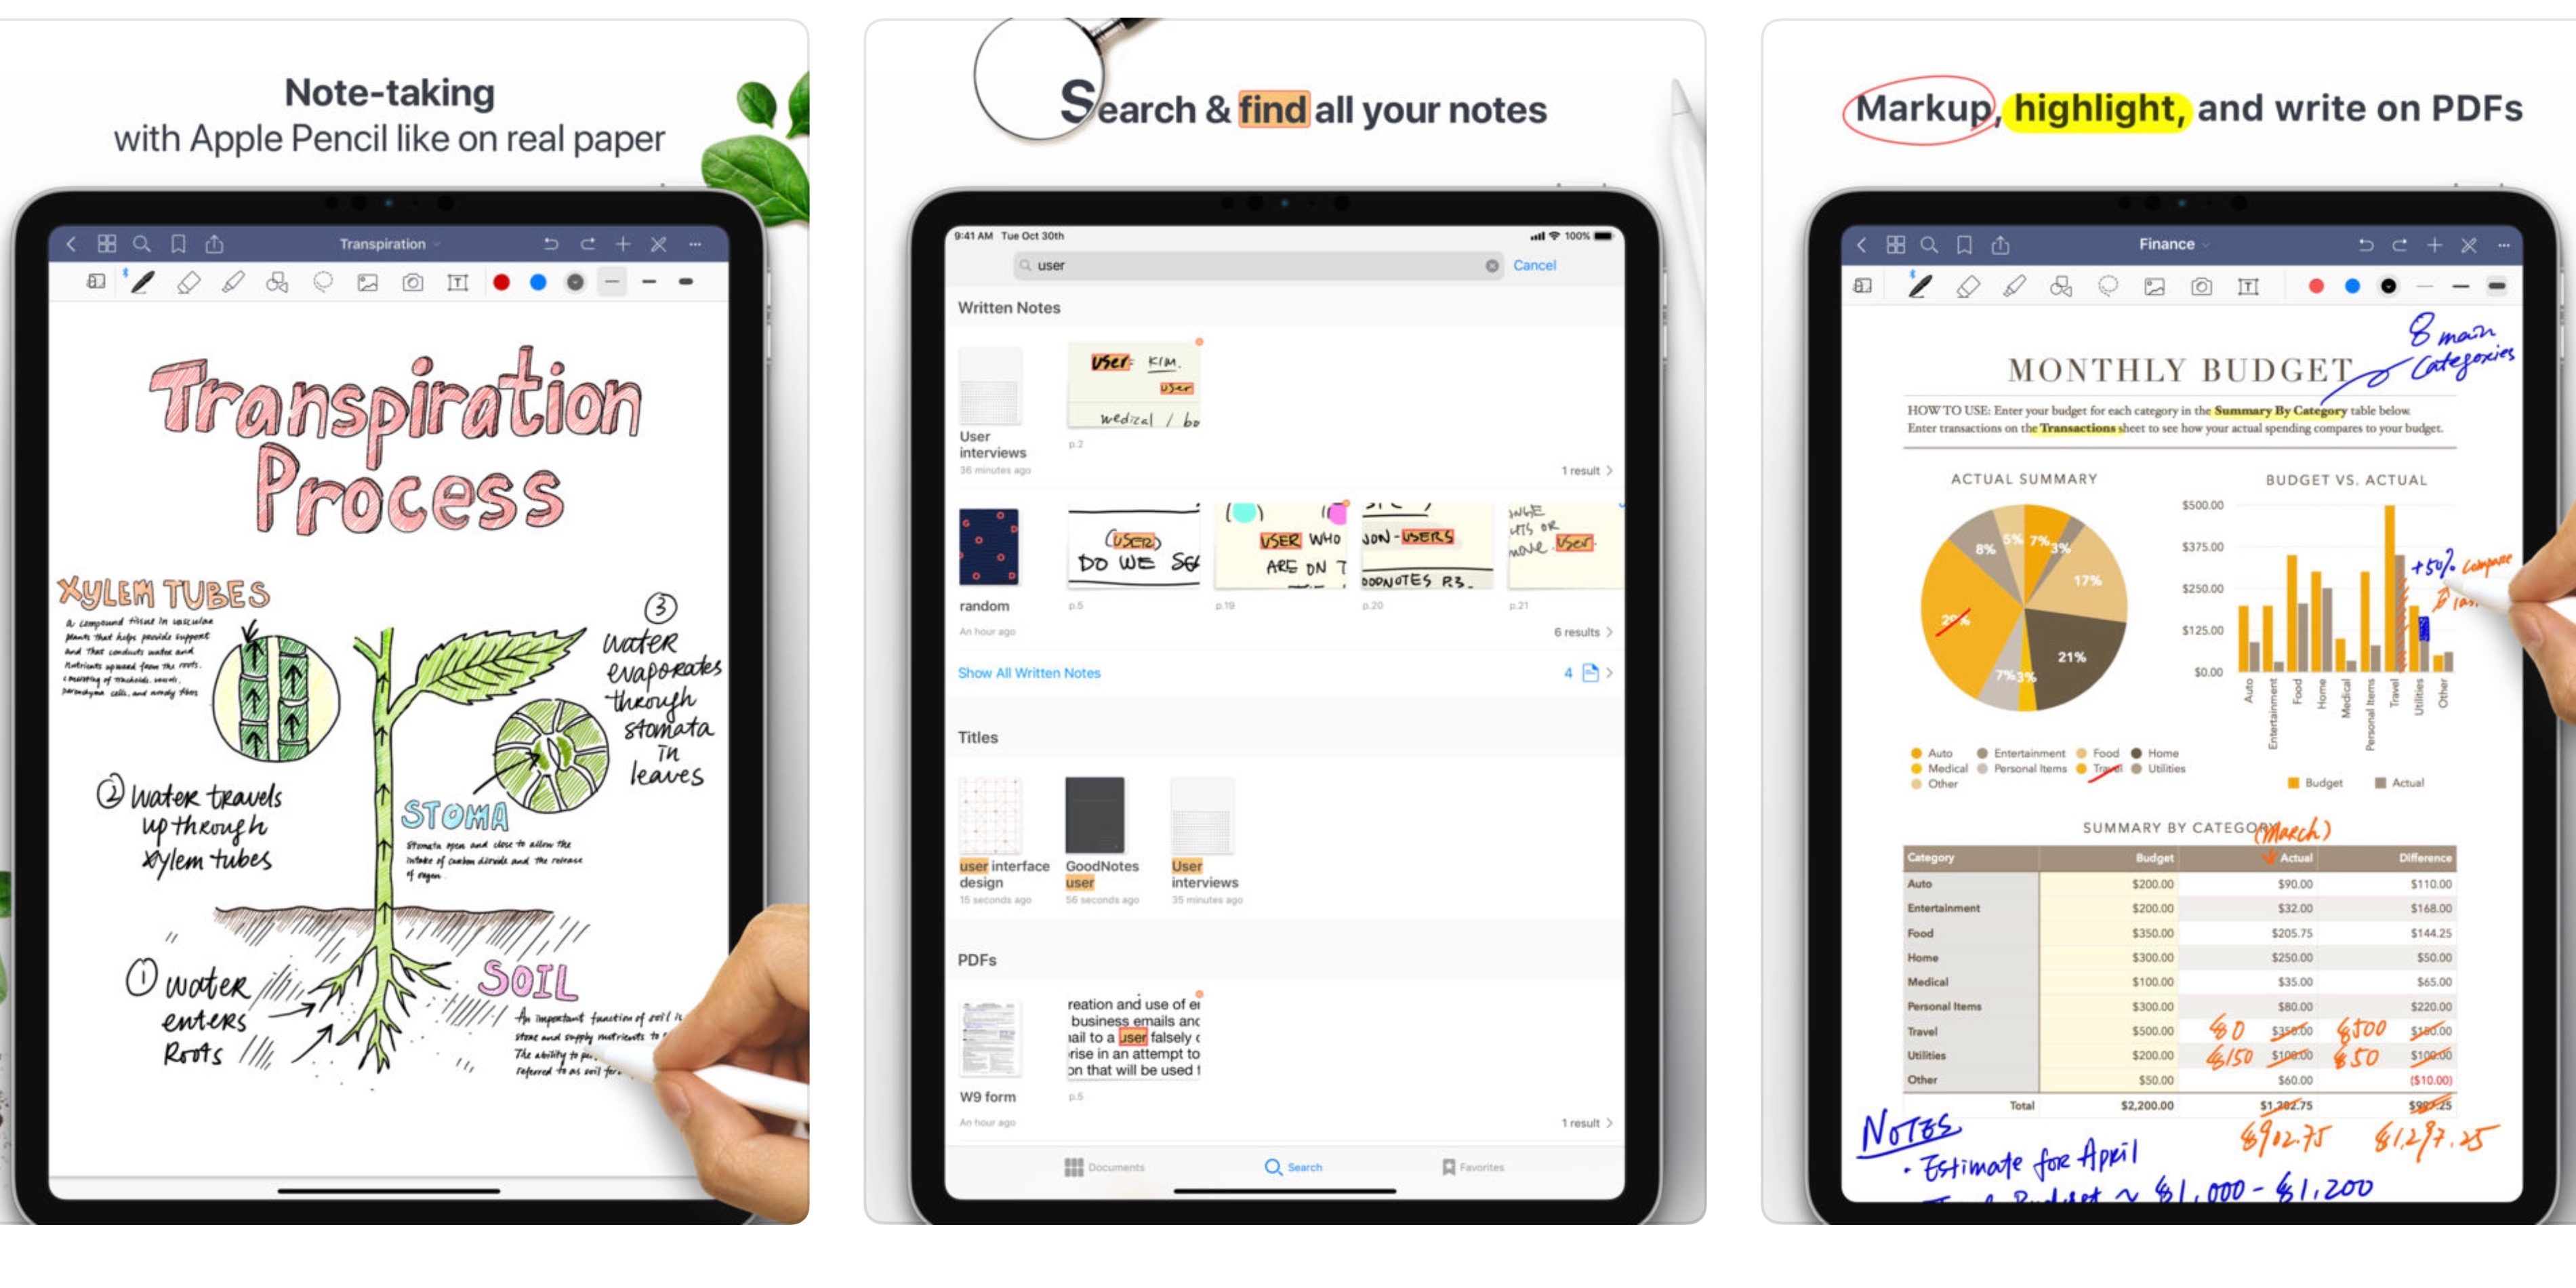 Note-taking
with Apple Pencil like on real paper
Transpiration
Transpiration
Process
XYLEM TUBES
a compound tissue in vascular
plants that helps provide support
and that conducts water and
nutrients upward from the roots,
consisting of tracheids, vessels,
parenchyma cells, and woody fibers
3
water
evaporates
through
stomata
in
leaves
2 water travels
up through
xylem tubes
STOMA
Stomata open and close to allow the
intake of carbon dioxide and the release
of oxygen.
1 water
enters
Roots
SOIL
An important function of soil is
store and supply nutrients to
The ability to
referred to as soil
Search & find all your notes
9:41 AM Tue Oct 30th
100%
user
Cancel
Written Notes
User
interviews
36 minutes ago
user: KIM.
user
medical / bo
p.2
1 result
random
An hour ago
(USER)
DO WE
p.5
USER WHO
ARE ON T
p.19
NON-USERS
GOODNOTES P.3.
p.20
user.
p.21
6 results
Show All Written Notes
4
Titles
user interface
design
15 seconds ago
GoodNotes
user
56 seconds ago
User
interviews
35 minutes ago
PDFs
W9 form
An hour ago
reation and use of er
business emails and
ail to a user falsely c
rise in an attempt to
on that will be used f
p.5
1 result
Documents
Search
Favorites
Markup, highlight, and write on PDFs
Finance
8 main
categories
MONTHLY BUDGET
HOW TO USE: Enter your budget for each category in the Summary By Category table below.
Enter transactions on the Transactions sheet to see how your actual spending compares to your budget.
ACTUAL SUMMARY
5% 7% 3%
8%
17%
29%
21%
7% 3%
Auto Entertainment Food Home
Medical Personal Items Travel Utilities
Other
BUDGET VS. ACTUAL
$500.00
$375.00
$250.00
$125.00
$0.00
+50% compare
Auto
Entertainment
Food
Home
Medical
Personal Items
Travel
Utilities
Other
Budget Actual
SUMMARY BY CATEGORY (March)
Category Budget Actual Difference
Auto $200.00 $90.00 $110.00
Entertainment $200.00 $32.00 $168.00
Food $350.00 $205.75 $144.25
Home $300.00 $250.00 $50.00
Medical $100.00 $35.00 $65.00
Personal Items $300.00 $80.00 $220.00
Travel $500.00 $0 $350.00 $500 $150.00
Utilities $200.00 $150 $100.00 $50 $100.00
Other $50.00 $60.00 ($10.00)
Total $2,200.00 $1,202.75 $997.25
$902.75 $1,297.25
NOTES
· Estimate for April
Budget ~ $1,000 - $1,200